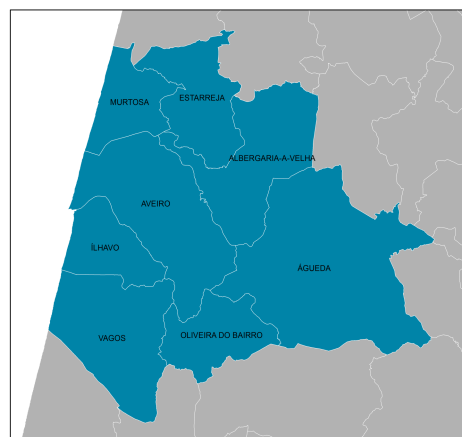 ESTARREJA
MURTOSA
ALBERGARIA-A-VELHA
AVEIRO
ÍLHAVO
ÁGUEDA
VAGOS
OLIVEIRA DO BAIRRO